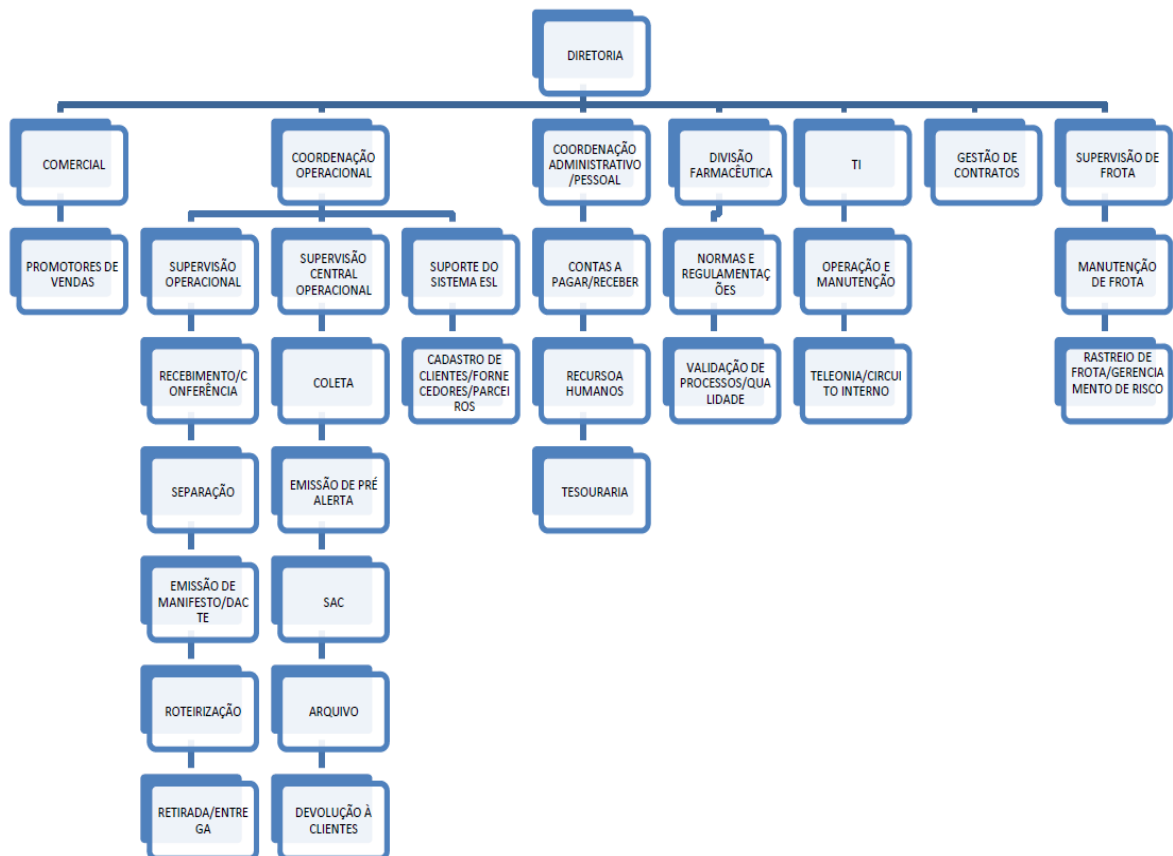 DIRETORIA
COMERCIAL
COORDENAÇÃO
OPERACIONAL
COORDENAÇÃO
ADMINISTRATIVO
/PESSOAL
DIVISÃO
FARMACÊUTICA
TI
GESTÃO DE
CONTRATOS
SUPERVISÃO DE
FROTA
PROMOTORES DE
VENDAS
SUPERVISÃO
OPERACIONAL
SUPERVISÃO
CENTRAL
OPERACIONAL
SUPORTE DO
SISTEMA ESL
CONTAS A
PAGAR/RECEBER
NORMAS E
REGULAMENTAÇ
ÕES
OPERAÇÃO E
MANUTENÇÃO
MANUTENÇÃO
DE FROTA
RECEBIMENTO/C
ONFERÊNCIA
COLETA
CADASTRO DE
CLIENTES/FORNE
CEDORES/PARCEI
ROS
RECURSOA
HUMANOS
VALIDAÇÃO DE
PROCESSOS/QUA
LIDADE
TELEONIA/CIRCUI
TO INTERNO
RASTREIO DE
FROTA/GERENCIA
MENTO DE RISCO
SEPARAÇÃO
EMISSÃO DE PRÉ
ALERTA
TESOURARIA
EMISSÃO DE
MANIFESTO/DAC
TE
SAC
ROTEIRIZAÇÃO
ARQUIVO
RETIRADA/ENTRE
GA
DEVOLUÇÃO À
CLIENTES